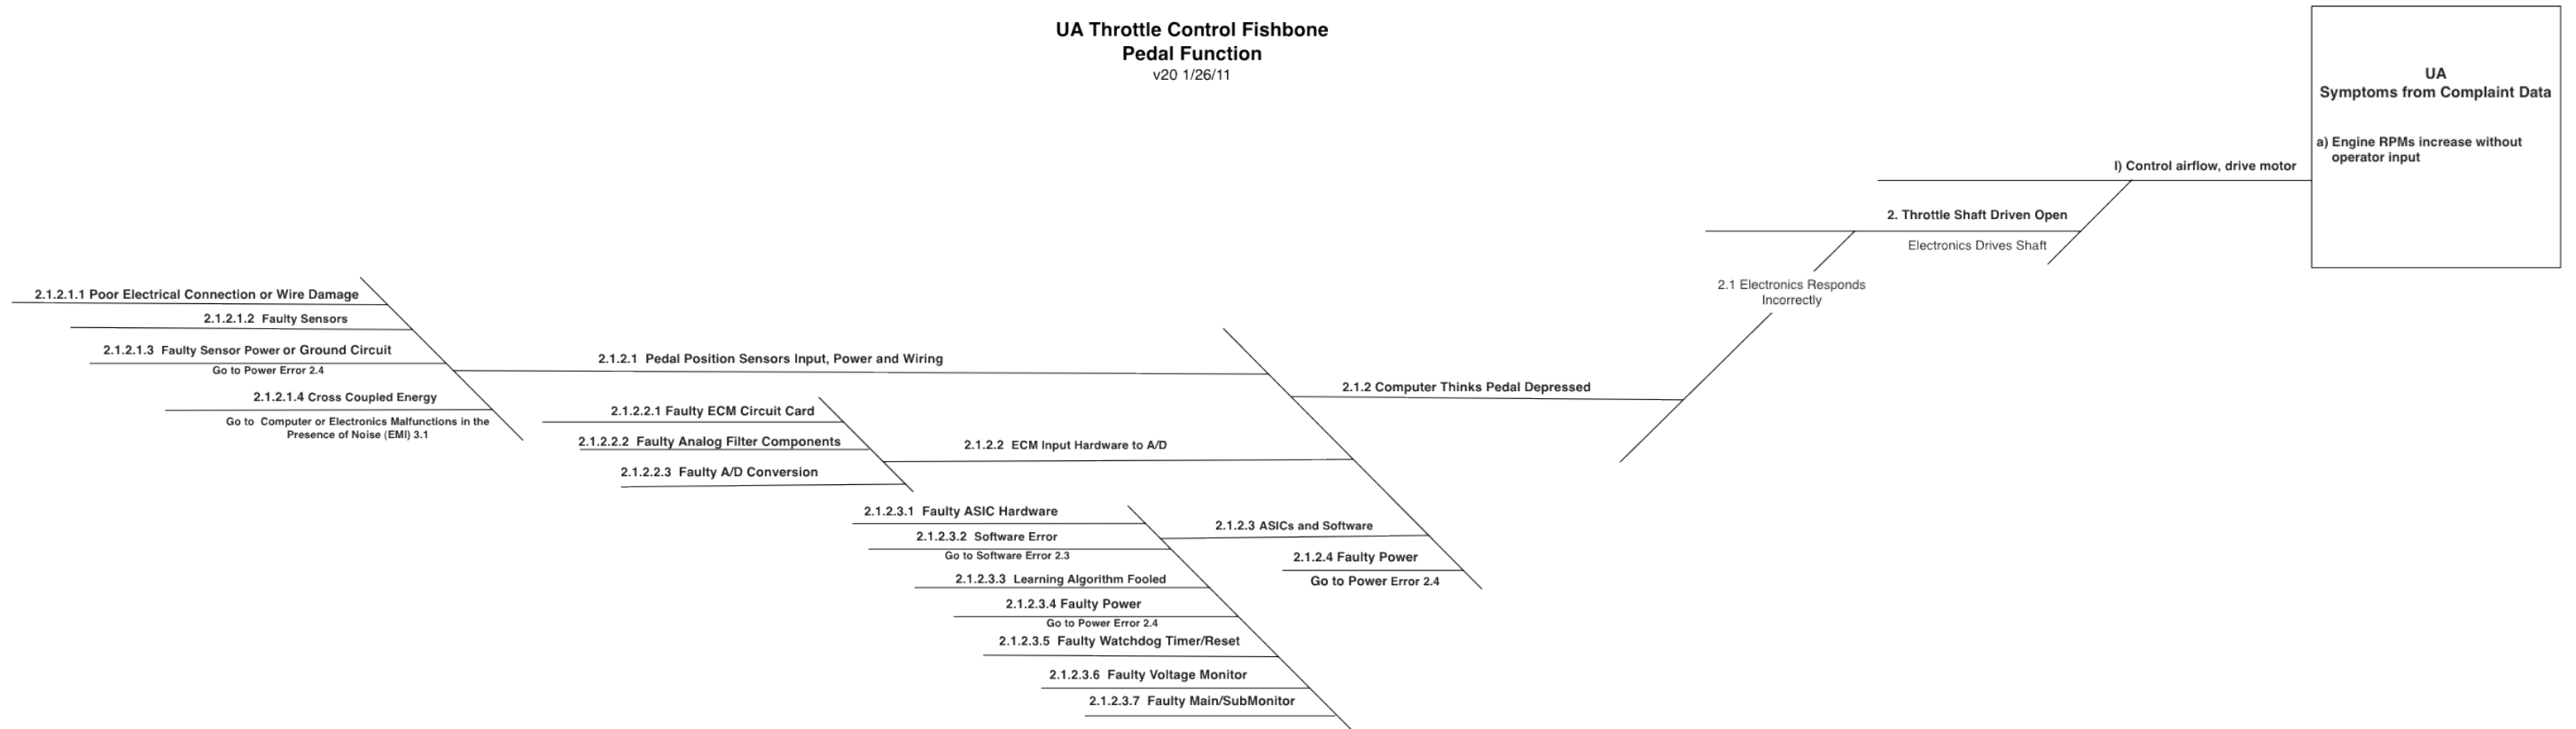 UA Throttle Control Fishbone
Pedal Function
v20 1/26/11
UA
Symptoms from Complaint Data
a) Engine RPMs increase without
operator input
I) Control airflow, drive motor
2. Throttle Shaft Driven Open
Electronics Drives Shaft
2.1 Electronics Responds
Incorrectly
2.1.2 Computer Thinks Pedal Depressed
2.1.2.1 Pedal Position Sensors Input, Power and Wiring
2.1.2.1.1 Poor Electrical Connection or Wire Damage
2.1.2.1.2 Faulty Sensors
2.1.2.1.3 Faulty Sensor Power or Ground Circuit
Go to Power Error 2.4
2.1.2.1.4 Cross Coupled Energy
Go to Computer or Electronics Malfunctions in the
Presence of Noise (EMI) 3.1
2.1.2.2 ECM Input Hardware to A/D
2.1.2.2.1 Faulty ECM Circuit Card
2.1.2.2.2 Faulty Analog Filter Components
2.1.2.2.3 Faulty A/D Conversion
2.1.2.3 ASICs and Software
2.1.2.3.1 Faulty ASIC Hardware
2.1.2.3.2 Software Error
Go to Software Error 2.3
2.1.2.3.3 Learning Algorithm Fooled
2.1.2.3.4 Faulty Power
Go to Power Error 2.4
2.1.2.3.5 Faulty Watchdog Timer/Reset
2.1.2.3.6 Faulty Voltage Monitor
2.1.2.3.7 Faulty Main/SubMonitor
2.1.2.4 Faulty Power
Go to Power Error 2.4